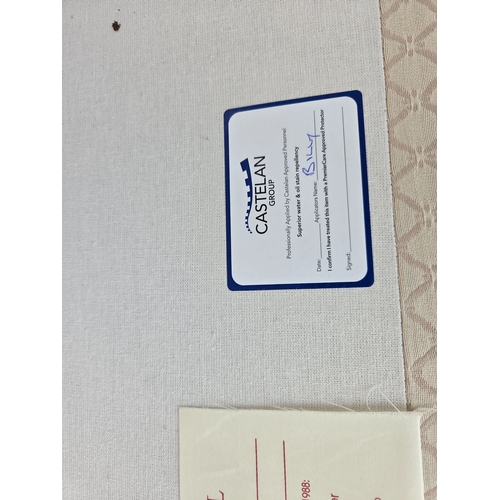 CASTELAN
GROUP
Professionally Applied by Castelan Approved Personnel
Superior water & oil stain repellency
Date: Applicators Name: Billy
I confirm I have treated this item with a PremierCare Approved Protector
Signed:
1988:
or